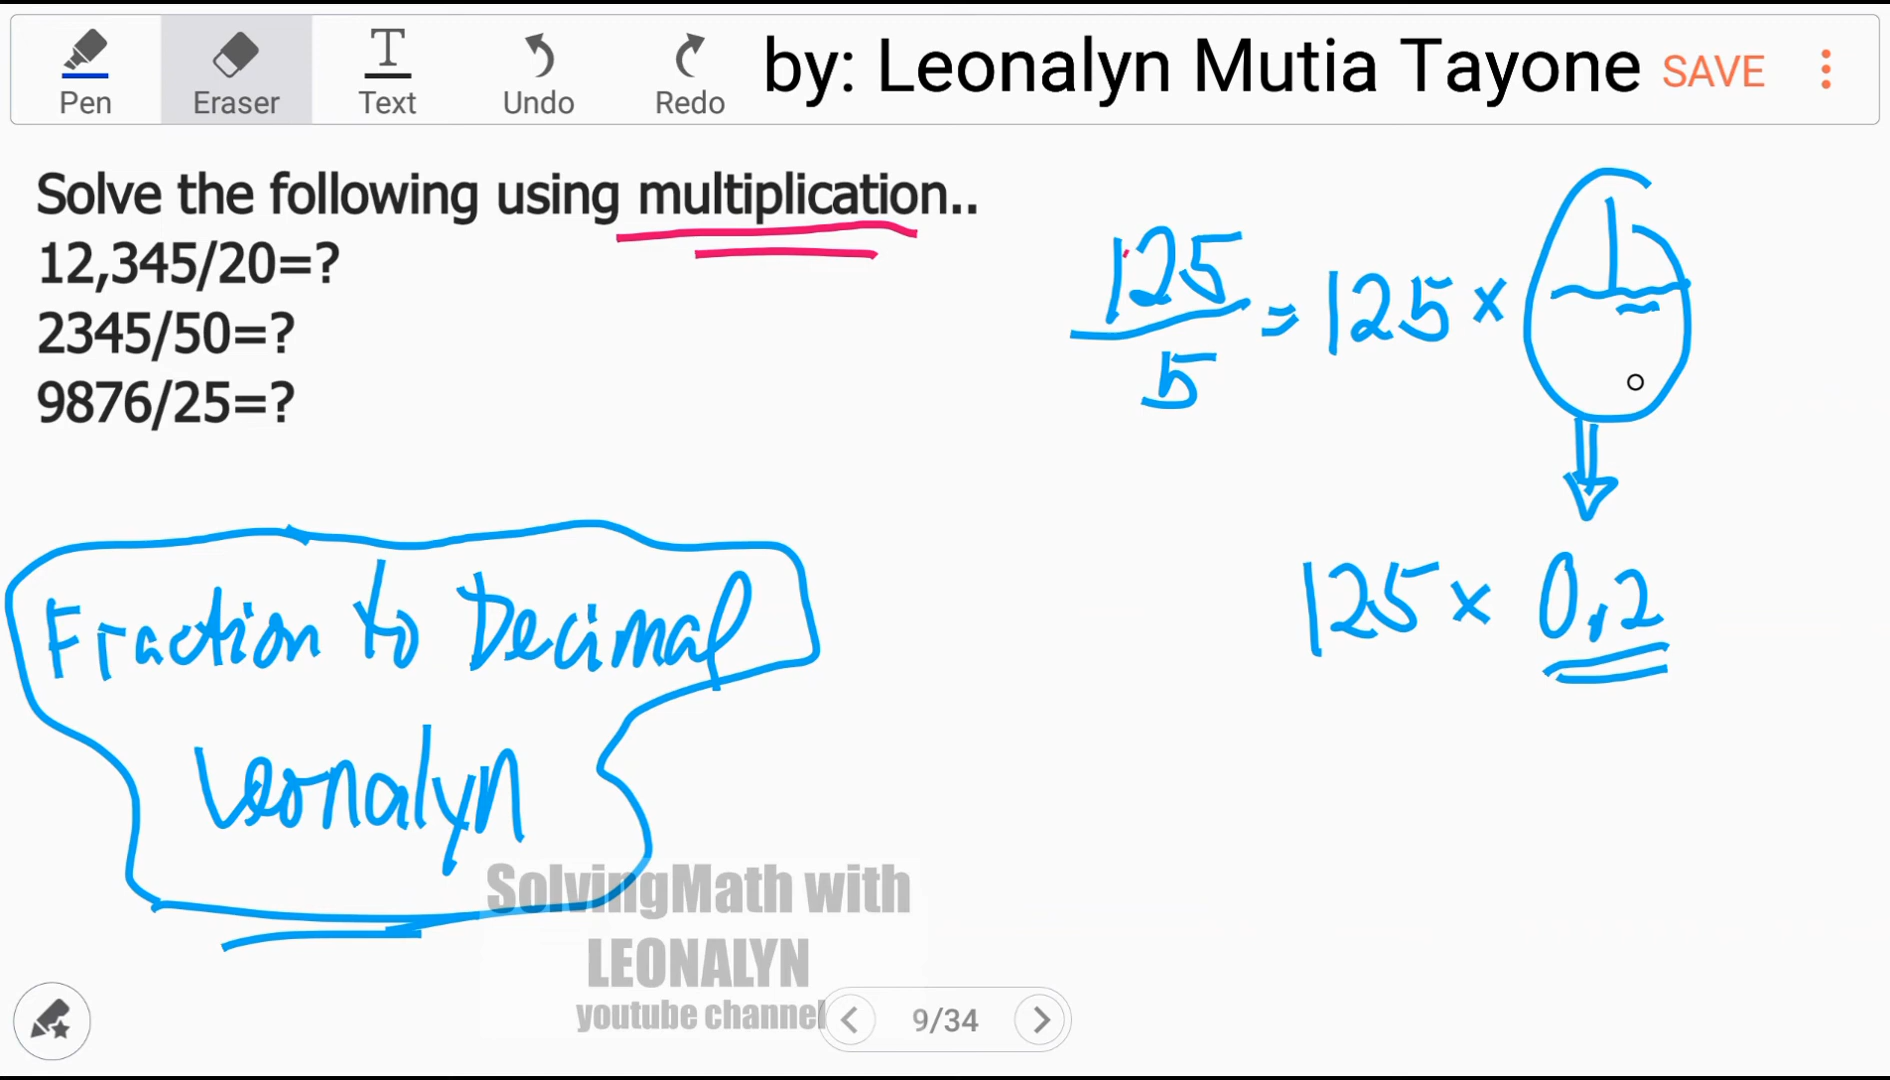 by: Leonalyn Mutia Tayone
SAVE
Pen
Eraser
Text
Undo
Redo
Solve the following using multiplication..
12,345/20=?
2345/50=?
9876/25=?
125
5
= 125 ×
1
125 × 0.2
Fraction to Decimal
Leonalyn
SolvingMath with
LEONALYN
youtube channel
9/34